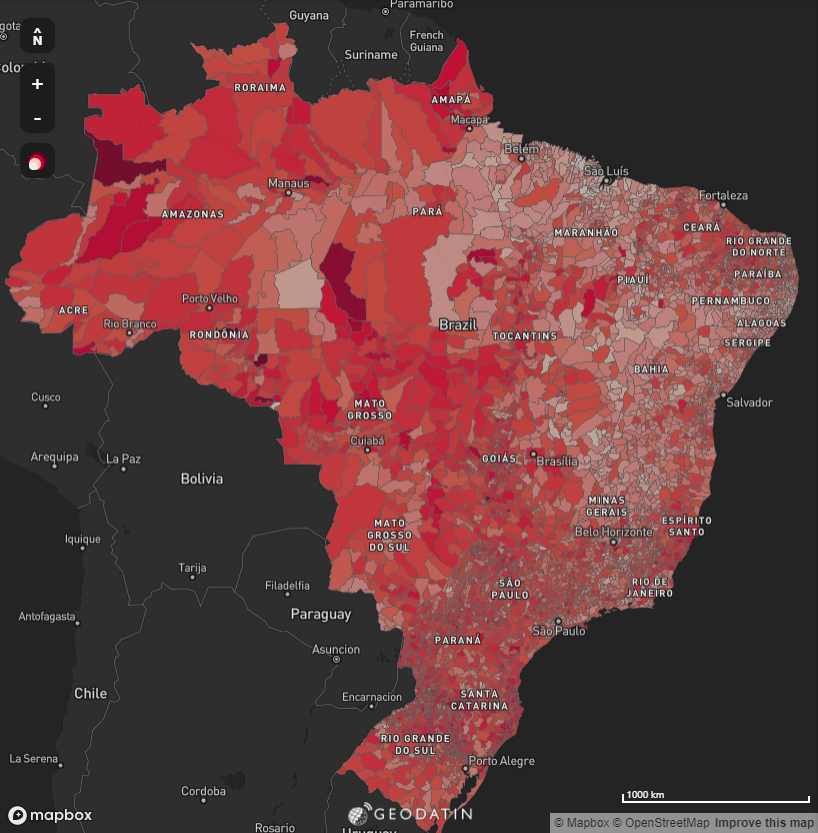 Paramaribo
Guyana
French
Guiana
Suriname
N
+
-
RORAIMA
AMAPÁ
Macapá
Belém
São Luís
Manaus
Fortaleza
AMAZONAS
PARÁ
CEARÁ
MARANHÃO
RIO GRANDE
DO NORTE
PARAÍBA
PIAUÍ
PERNAMBUCO
Porto Velho
ACRE
Rio Branco
RONDÔNIA
Brazil
TOCANTINS
ALAGOAS
SERGIPE
BAHIA
Cusco
MATO
GROSSO
Salvador
Cuiabá
Arequipa
La Paz
GOIÁS
Brasília
Bolivia
MINAS
GERAIS
Belo Horizonte
ESPÍRITO
SANTO
MATO
GROSSO
DO SUL
Iquique
Tarija
Filadelfia
SÃO
PAULO
RIO DE
JANEIRO
Antofagasta
Paraguay
São Paulo
PARANÁ
Asuncion
Chile
Encarnacion
SANTA
CATARINA
RIO GRANDE
DO SUL
La Serena
Porto Alegre
Cordoba
1000 km
mapbox
GEODATIN
© Mapbox © OpenStreetMap Improve this map
Rosario
Uruguay